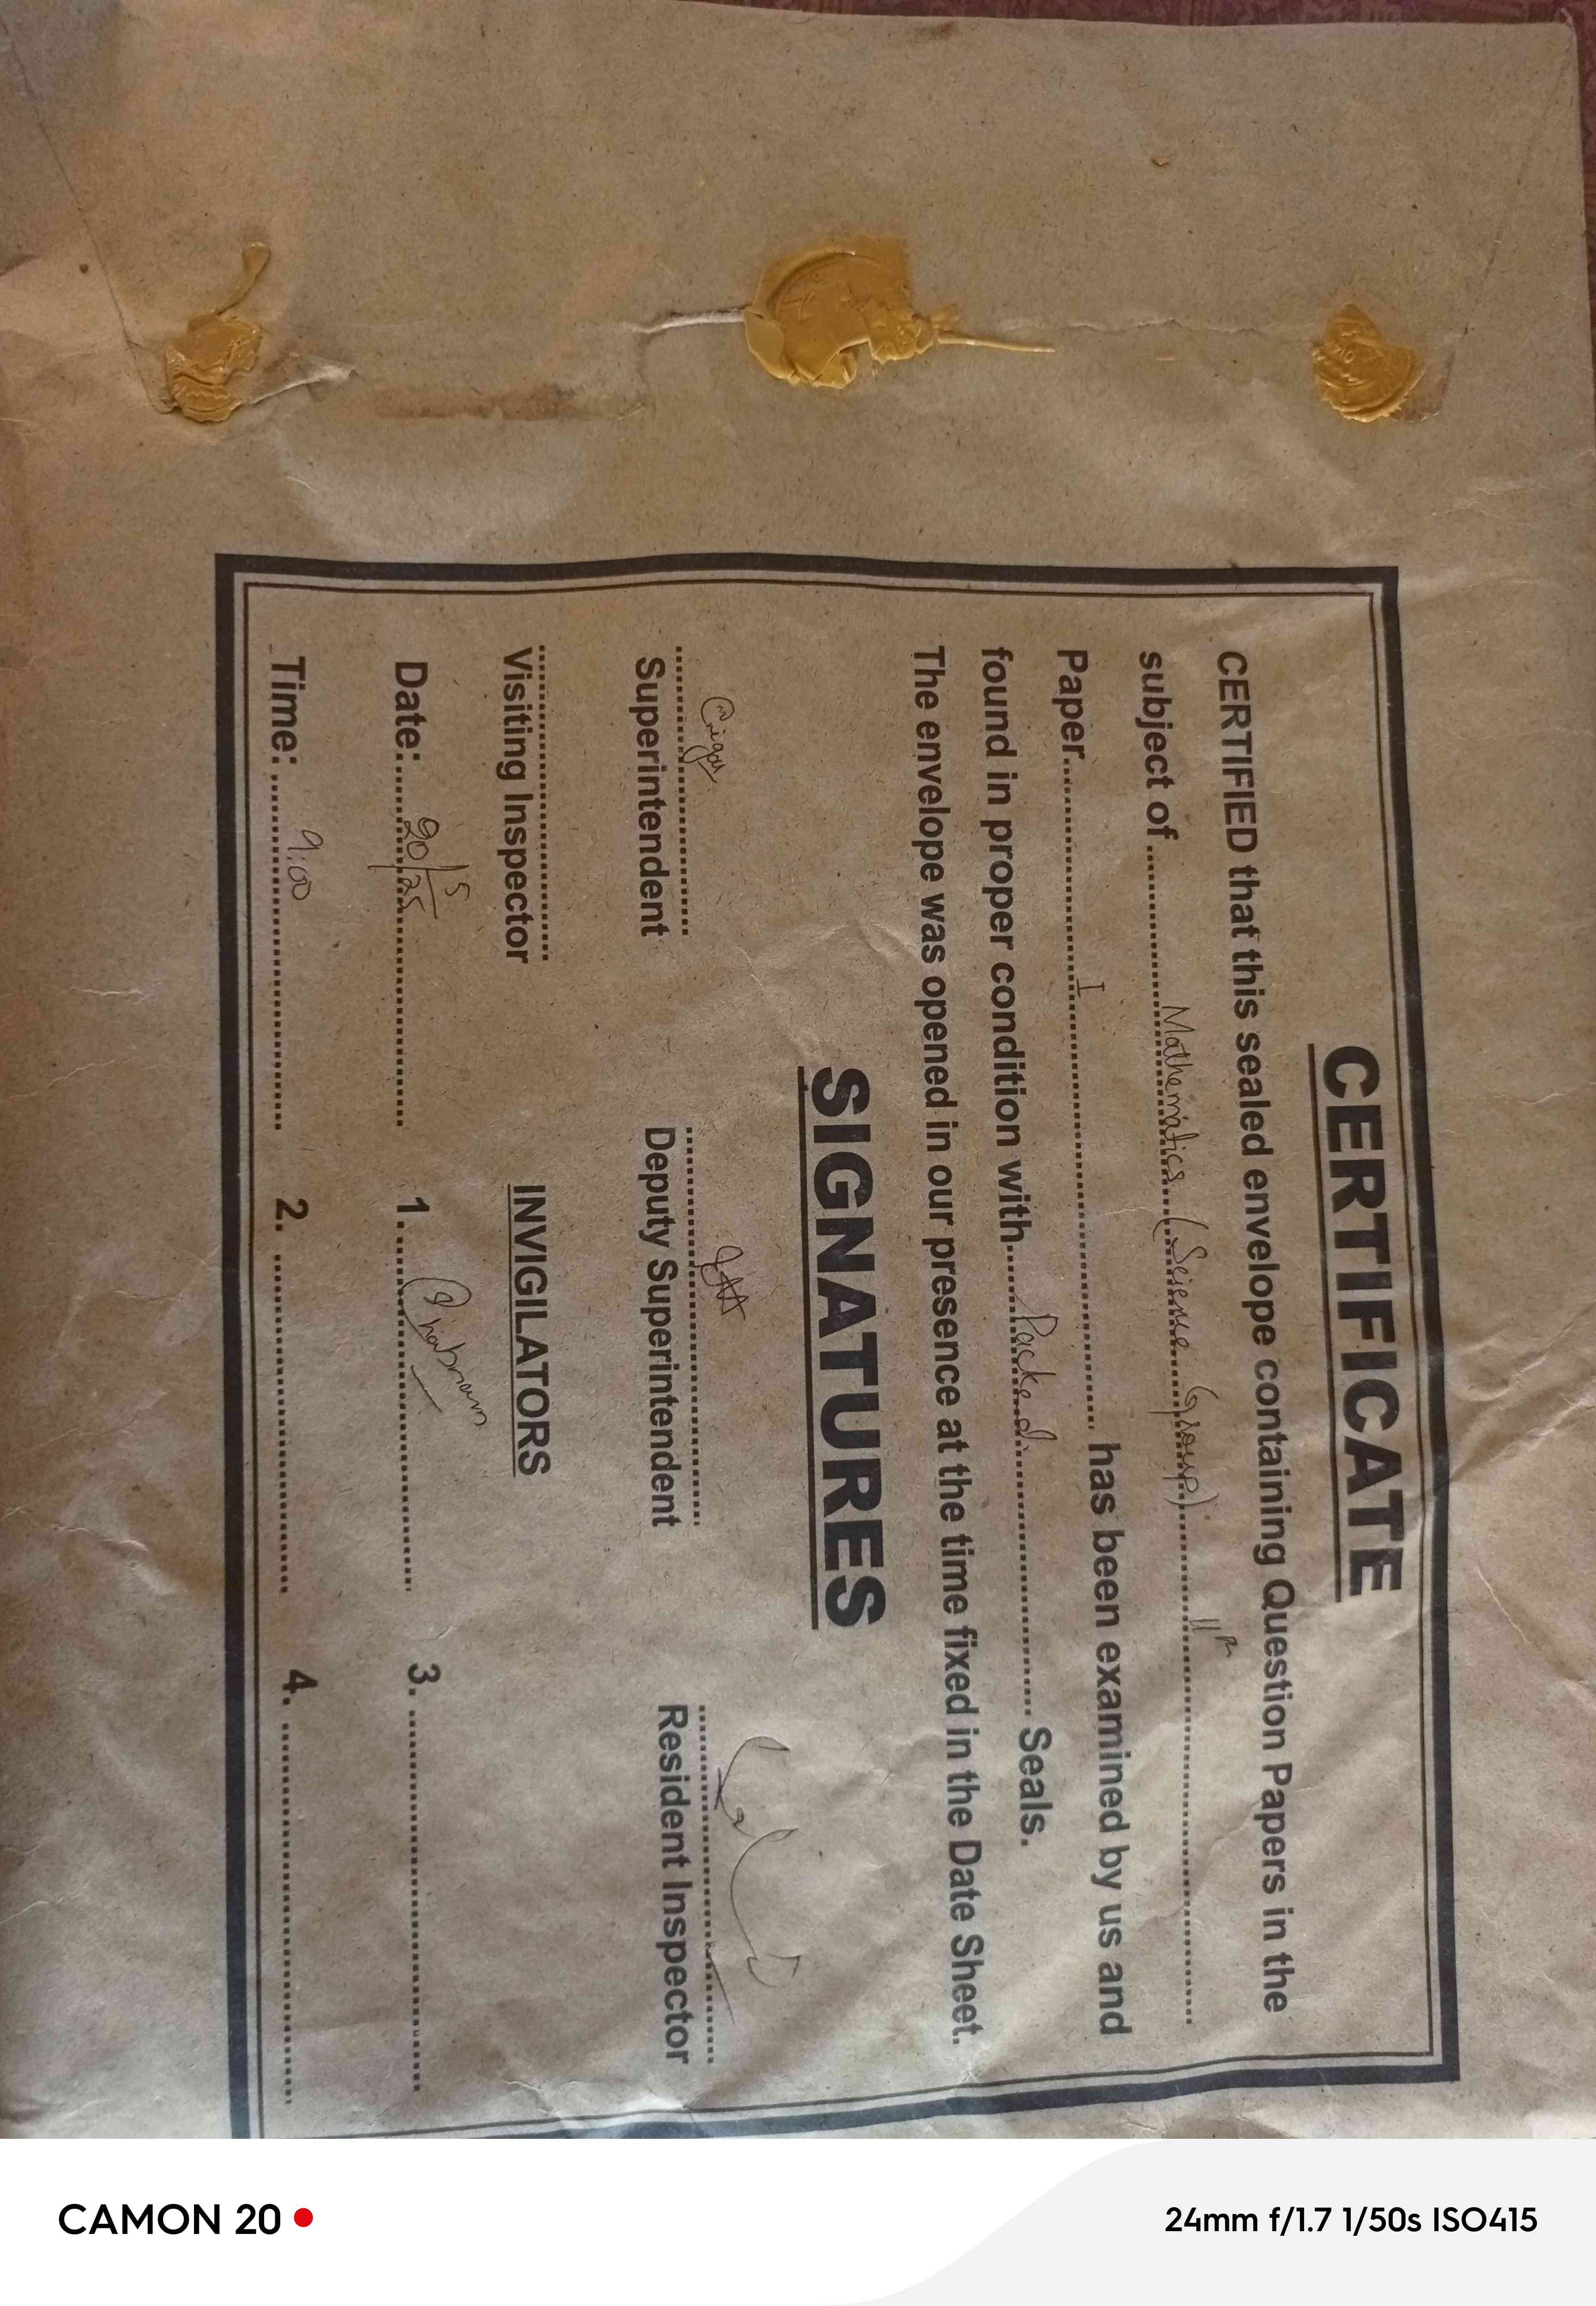 CERTIFICATE
CERTIFIED that this sealed envelope containing Question Papers in the
subject of Mathematics (Science Group) 11th
Paper I has been examined by us and
found in proper condition with Packed Seals.
The envelope was opened in our presence at the time fixed in the Date Sheet.
SIGNATURES
Superintendent Deputy Superintendent Resident Inspector
Visiting Inspector INVIGILATORS
Date: 20/5/25 1. Shabnam 3.
Time: 9:00 2. 4.
CAMON 20 24mm f/1.7 1/50s ISO415